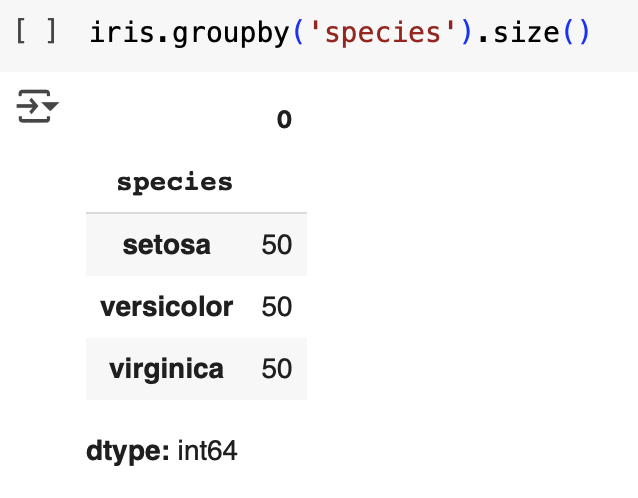 [ ] iris.groupby('species').size()
0
species
setosa 50
versicolor 50
virginica 50
dtype: int64